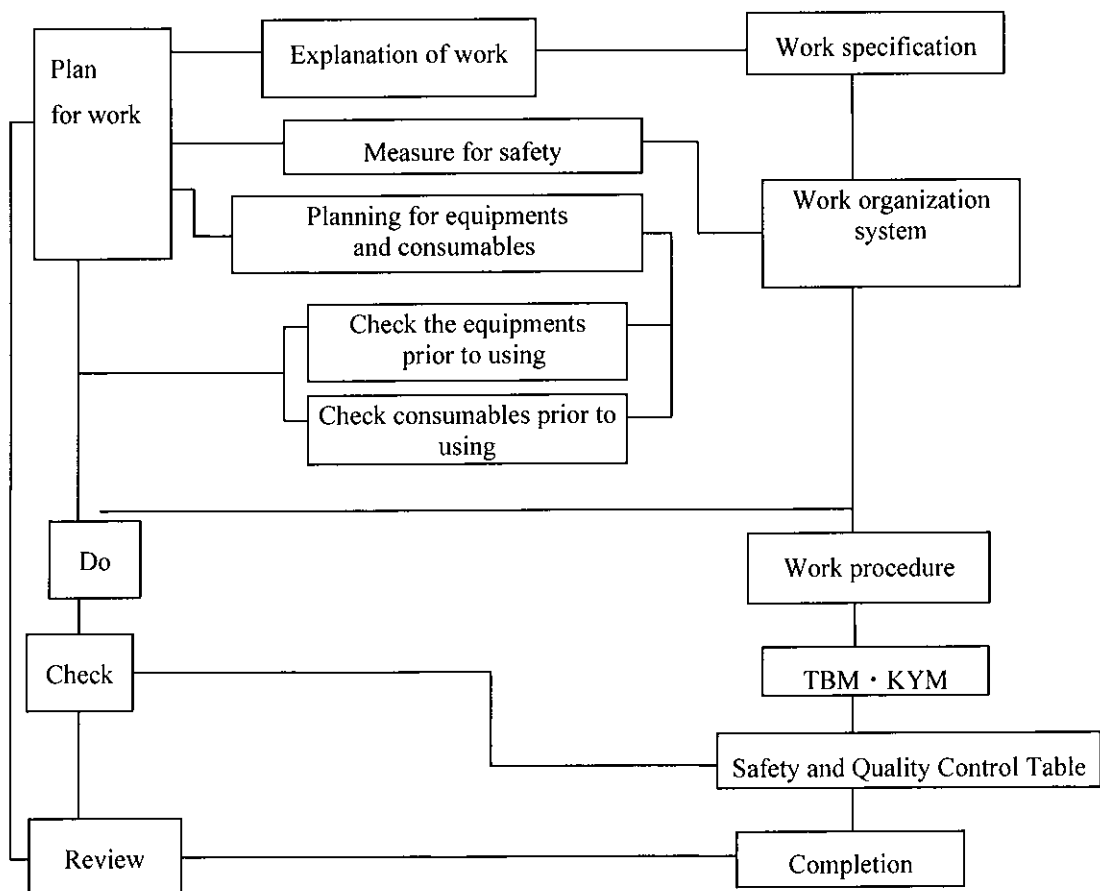 Plan
for work
Explanation of work
Work specification
Measure for safety
Work organization
system
Planning for equipments
and consumables
Check the equipments
prior to using
Check consumables prior to
using
Do
Work procedure
Check
TBM・KYM
Safety and Quality Control Table
Review
Completion